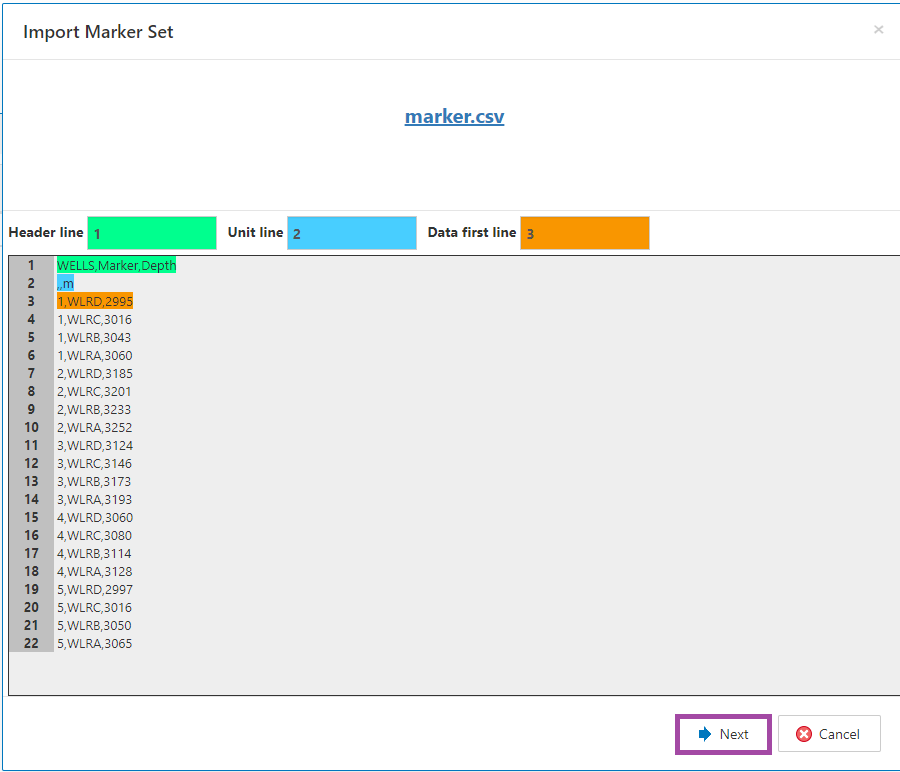 Import Marker Set ×
marker.csv
Header line 1 Unit line 2 Data first line 3
1 WELLS,Marker,Depth
2 ,,m
3 1,WLRD,2995
4 1,WLRC,3016
5 1,WLRB,3043
6 1,WLRA,3060
7 2,WLRD,3185
8 2,WLRC,3201
9 2,WLRB,3233
10 2,WLRA,3252
11 3,WLRD,3124
12 3,WLRC,3146
13 3,WLRB,3173
14 3,WLRA,3193
15 4,WLRD,3060
16 4,WLRC,3080
17 4,WLRB,3114
18 4,WLRA,3128
19 5,WLRD,2997
20 5,WLRC,3016
21 5,WLRB,3050
22 5,WLRA,3065
Next Cancel